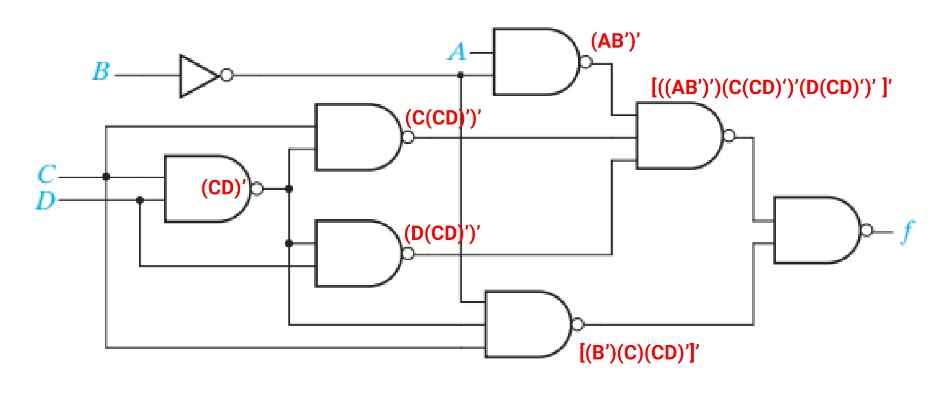 A
(AB’)’
B
[((AB’)’)(C(CD)’)’(D(CD)’)’ ]’
(C(CD)’)’
C
(CD)’
D
(D(CD)’)’
f
[(B’)(C)(CD)’]’